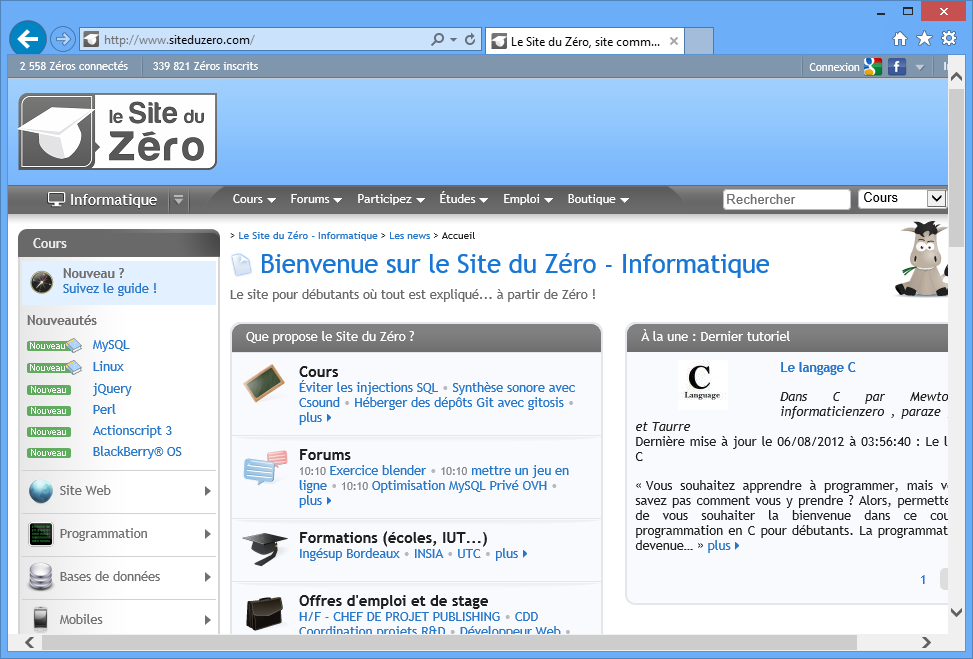 http://www.siteduzero.com/
Le Site du Zéro, site comm...
2 558 Zéros connectés
339 821 Zéros inscrits
Connexion
le Site du
Zéro
Informatique
Cours
Forums
Participez
Études
Emploi
Boutique
Rechercher
Cours
Cours
Nouveau ?
Suivez le guide !
Nouveautés
Nouveau MySQL
Nouveau Linux
Nouveau jQuery
Nouveau Perl
Nouveau Actionscript 3
Nouveau BlackBerry® OS
Site Web
Programmation
Bases de données
Mobiles
> Le Site du Zéro - Informatique > Les news > Accueil
Bienvenue sur le Site du Zéro - Informatique
Le site pour débutants où tout est expliqué... à partir de Zéro !
Que propose le Site du Zéro ?
Cours
Éviter les injections SQL • Synthèse sonore avec
Csound • Héberger des dépôts Git avec gitosis •
plus
Forums
10:10 Exercice blender • 10:10 mettre un jeu en
ligne • 10:10 Optimisation MySQL Privé OVH •
plus
Formations (écoles, IUT...)
Ingésup Bordeaux • INSIA • UTC • plus
Offres d'emploi et de stage
H/F - CHEF DE PROJET PUBLISHING • CDD
Coordination projets R&D • Développeur Web •
À la une : Dernier tutoriel
C
Language
Le langage C
Dans C par Mewto
informaticienzero , paraze
et Taurre
Dernière mise à jour le 06/08/2012 à 03:56:40 : Le l
C
« Vous souhaitez apprendre à programmer, mais v
savez pas comment vous y prendre ? Alors, permette
de vous souhaiter la bienvenue dans ce cou
programmation en C pour débutants. La programmat
devenue... » plus
1